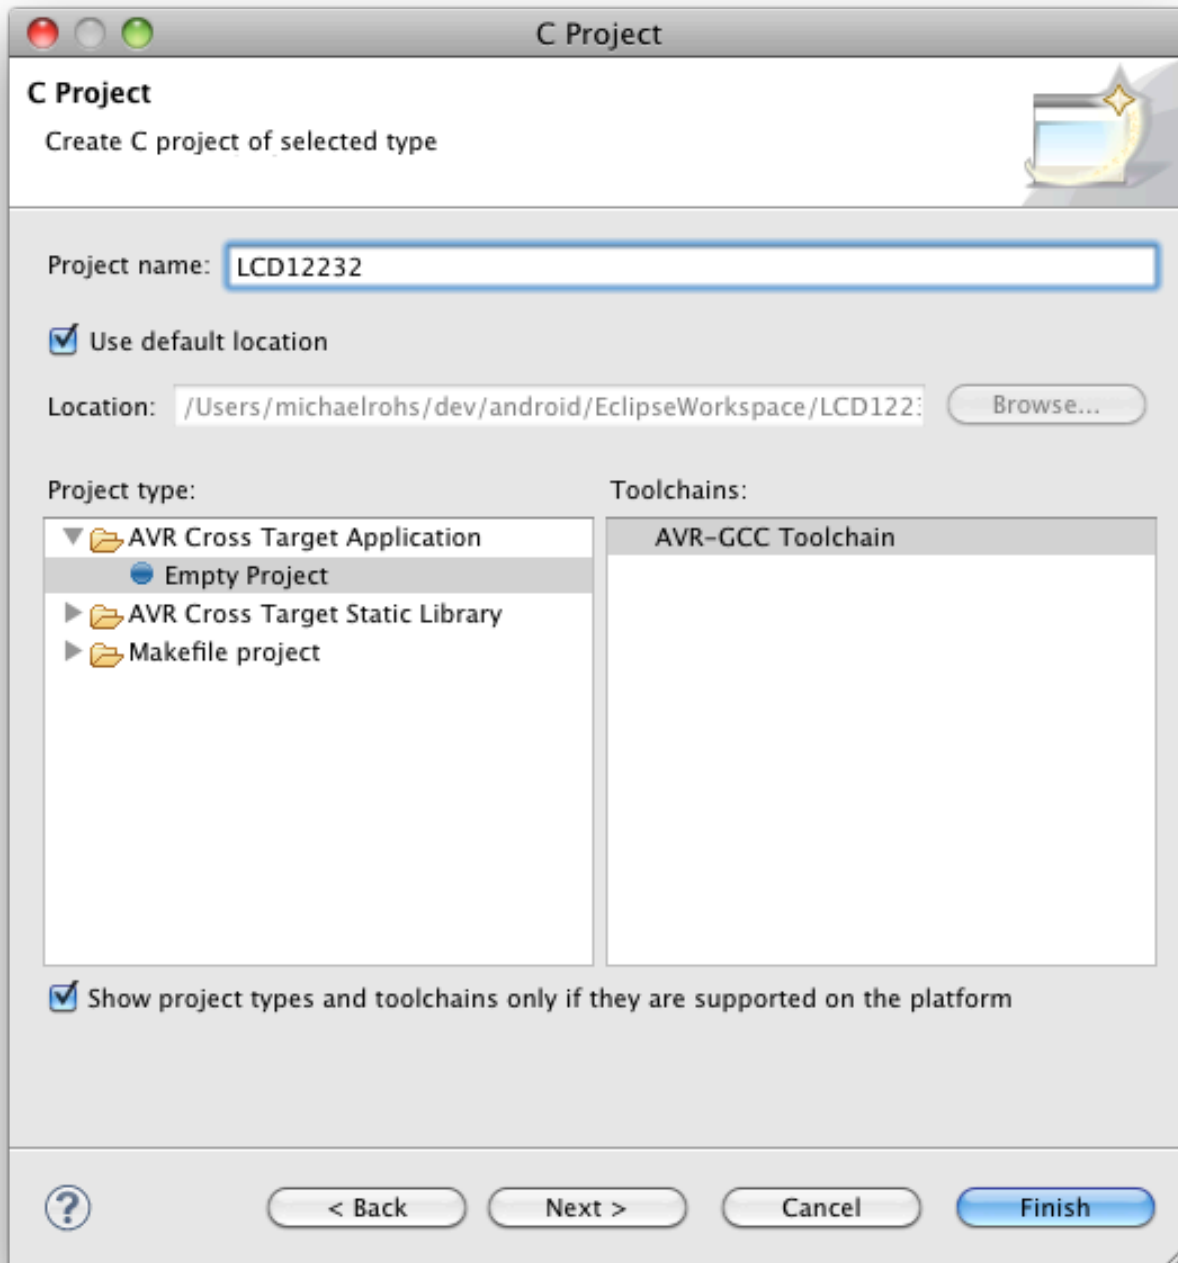 C Project
C Project
Create C project of selected type
Project name: LCD12232
Use default location
Location: /Users/michaelrohs/dev/android/EclipseWorkspace/LCD122 Browse...
Project type: Toolchains:
AVR Cross Target Application AVR-GCC Toolchain
Empty Project
AVR Cross Target Static Library
Makefile project
Show project types and toolchains only if they are supported on the platform
? < Back Next > Cancel Finish